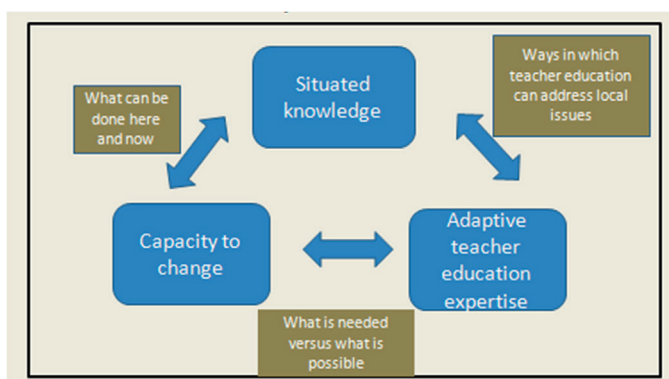 Situated
knowledge
Ways in which
teacher education
can address local
issues
What can be
done here
and now
Capacity to
change
Adaptive
teacher
education
expertise
What is needed
versus what is
possible